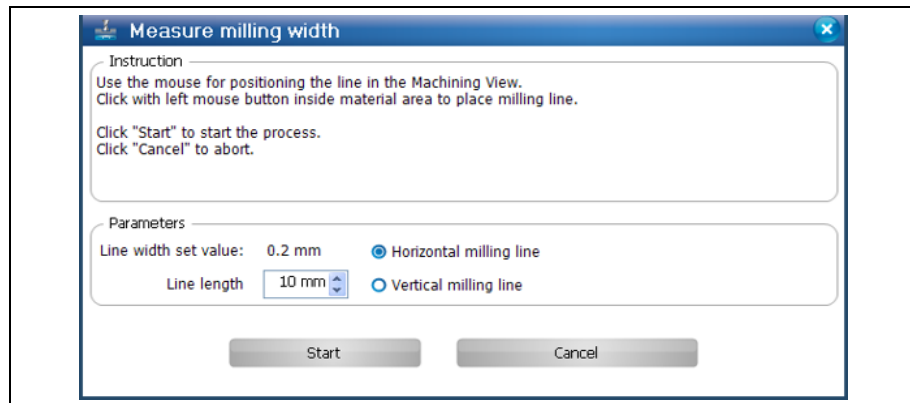 Measure milling width
Instruction
Use the mouse for positioning the line in the Machining View.
Click with left mouse button inside material area to place milling line.
Click "Start" to start the process.
Click "Cancel" to abort.
Parameters
Line width set value: 0.2 mm Horizontal milling line
Line length 10 mm Vertical milling line
Start Cancel